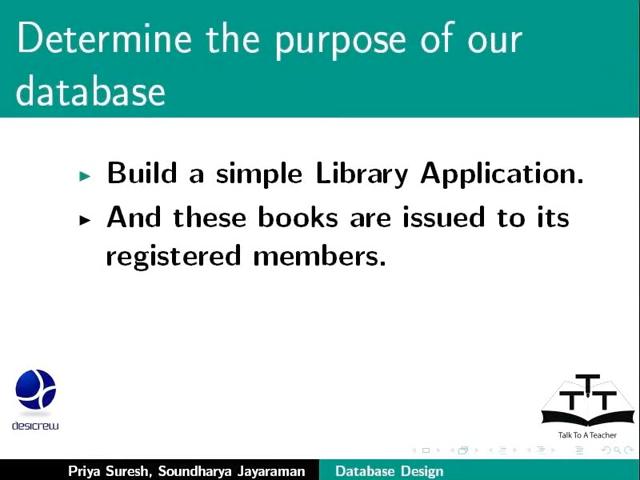 Determine the purpose of our
database
Build a simple Library Application.
And these books are issued to its
registered members.
desicrew
TTT
Talk To A Teacher
Priya Suresh, Soundharya Jayaraman
Database Design